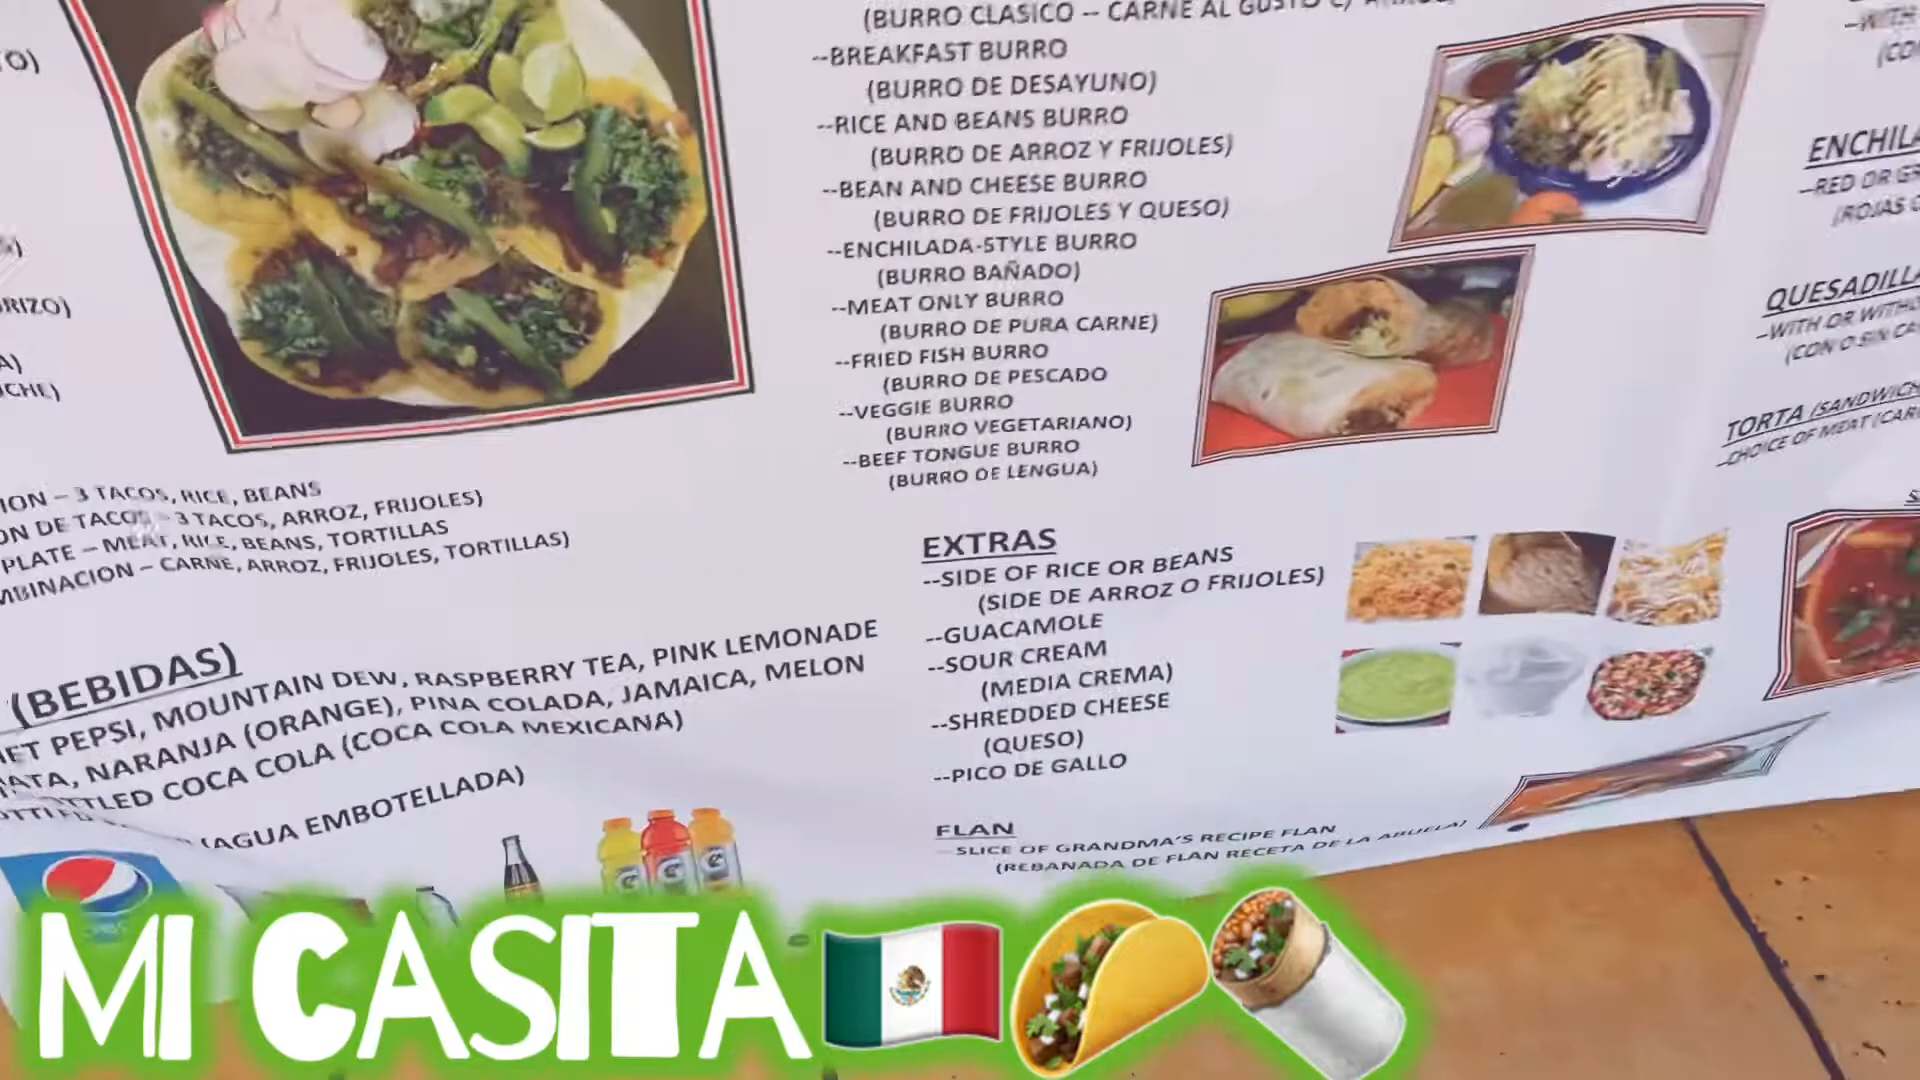 TO)
RIZO)
A)
CHE)
ION – 3 TACOS, RICE, BEANS
ON DE TACOS – 3 TACOS, ARROZ, FRIJOLES)
PLATE – MEAT, RICE, BEANS, TORTILLAS
MBINACION – CARNE, ARROZ, FRIJOLES, TORTILLAS)
(BEBIDAS)
IET PEPSI, MOUNTAIN DEW, RASPBERRY TEA, PINK LEMONADE
ATA, NARANJA (ORANGE), PINA COLADA, JAMAICA, MELON
TTLED COCA COLA (COCA COLA MEXICANA)
(AGUA EMBOTELLADA)
(BURRO CLASICO -- CARNE AL GUSTO C/
--BREAKFAST BURRO
(BURRO DE DESAYUNO)
--RICE AND BEANS BURRO
(BURRO DE ARROZ Y FRIJOLES)
--BEAN AND CHEESE BURRO
(BURRO DE FRIJOLES Y QUESO)
--ENCHILADA-STYLE BURRO
(BURRO BAÑADO)
--MEAT ONLY BURRO
(BURRO DE PURA CARNE)
--FRIED FISH BURRO
(BURRO DE PESCADO
--VEGGIE BURRO
(BURRO VEGETARIANO)
--BEEF TONGUE BURRO
(BURRO DE LENGUA)
EXTRAS
--SIDE OF RICE OR BEANS
(SIDE DE ARROZ O FRIJOLES)
--GUACAMOLE
--SOUR CREAM
(MEDIA CREMA)
--SHREDDED CHEESE
(QUESO)
--PICO DE GALLO
FLAN
SLICE OF GRANDMA'S RECIPE FLAN
(REBANADA DE FLAN RECETA DE LA ABUELA)
--WITH
(CO
ENCHILA
--RED OR GR
(ROJAS O
QUESADILLA
--WITH OR WITHO
(CON O SIN CA
TORTA (SANDWICH
--CHOICE OF MEAT (CAR
MI CASITA